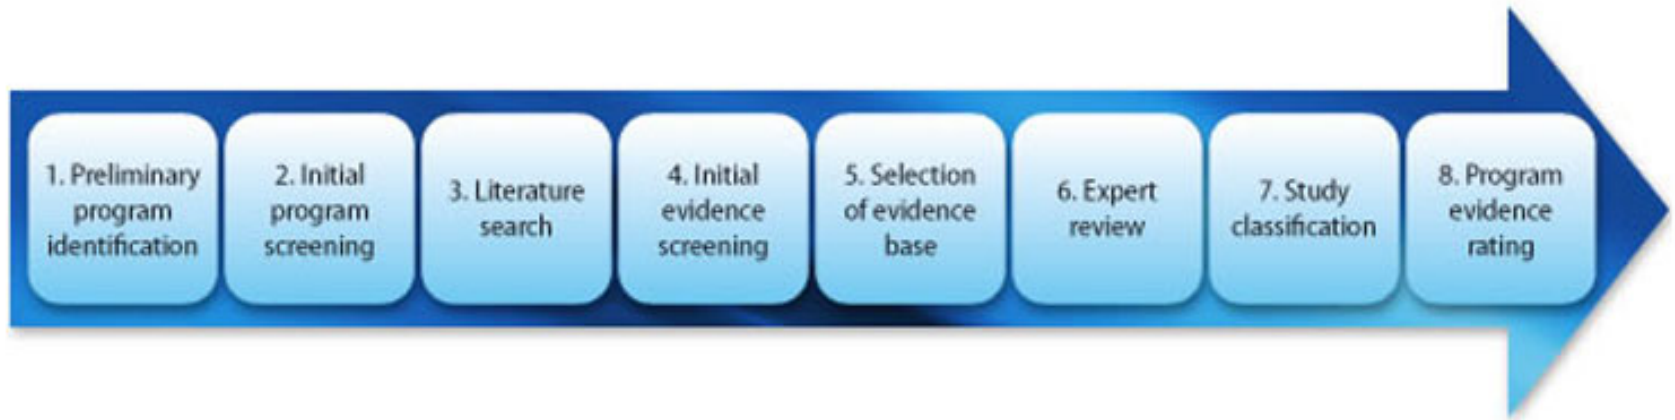 1. Preliminary
program
identification
2. Initial
program
screening
3. Literature
search
4. Initial
evidence
screening
5. Selection
of evidence
base
6. Expert
review
7. Study
classification
8. Program
evidence
rating